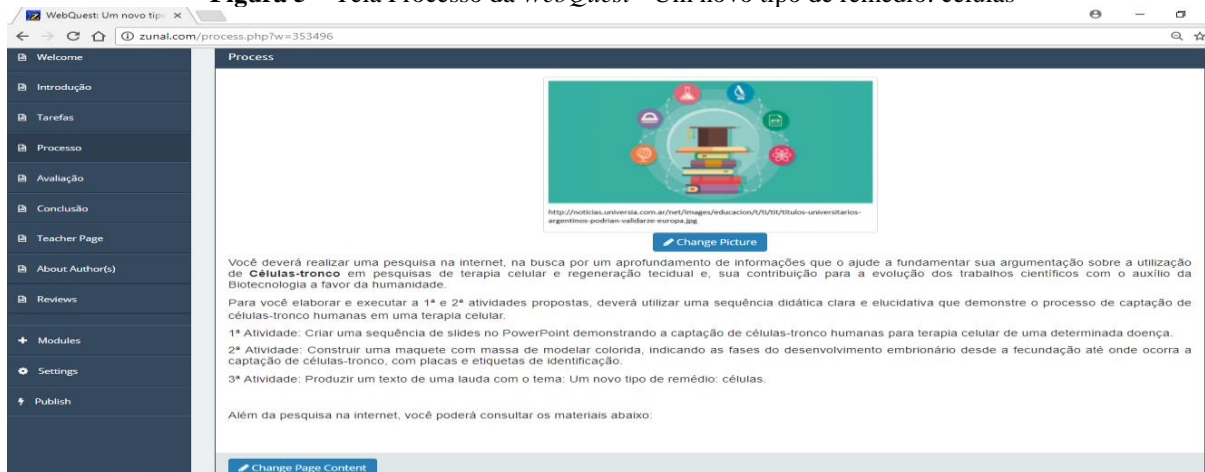 Figura 3 – Tela Processo da WebQuest - Um novo tipo de remédio: células
WebQuest: Um novo tip
zunal.com/process.php?w=353496
Welcome
Introdução
Tarefas
Processo
Avaliação
Conclusão
Teacher Page
About Author(s)
Reviews
Modules
Settings
Publish
Process
http://noticias.universia.com.ar/net/images/educacion/t/ti/tit/titulos-universitarios-
argentinos-podrian-validarze-europa.jpg
Change Picture
Você deverá realizar uma pesquisa na internet, na busca por um aprofundamento de informações que o ajude a fundamentar sua argumentação sobre a utilização
de Células-tronco em pesquisas de terapia celular e regeneração tecidual e, sua contribuição para a evolução dos trabalhos científicos com o auxílio da
Biotecnologia a favor da humanidade.
Para você elaborar e executar a 1ª e 2ª atividades propostas, deverá utilizar uma sequência didática clara e elucidativa que demonstre o processo de captação de
células-tronco humanas em uma terapia celular.
1ª Atividade: Criar uma sequência de slides no PowerPoint demonstrando a captação de células-tronco humanas para terapia celular de uma determinada doença.
2ª Atividade: Construir uma maquete com massa de modelar colorida, indicando as fases do desenvolvimento embrionário desde a fecundação até onde ocorra a
captação de células-tronco, com placas e etiquetas de identificação.
3ª Atividade: Produzir um texto de uma lauda com o tema: Um novo tipo de remédio: células.
Além da pesquisa na internet, você poderá consultar os materiais abaixo:
Change Page Content